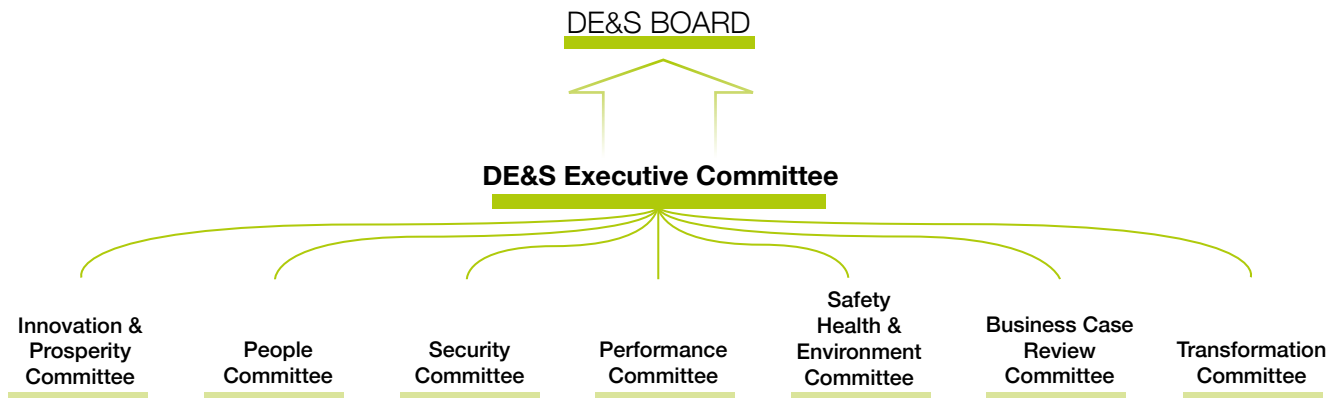 DE&S BOARD
DE&S Executive Committee
Innovation &
Prosperity
Committee
People
Committee
Security
Committee
Performance
Committee
Safety
Health &
Environment
Committee
Business Case
Review
Committee
Transformation
Committee